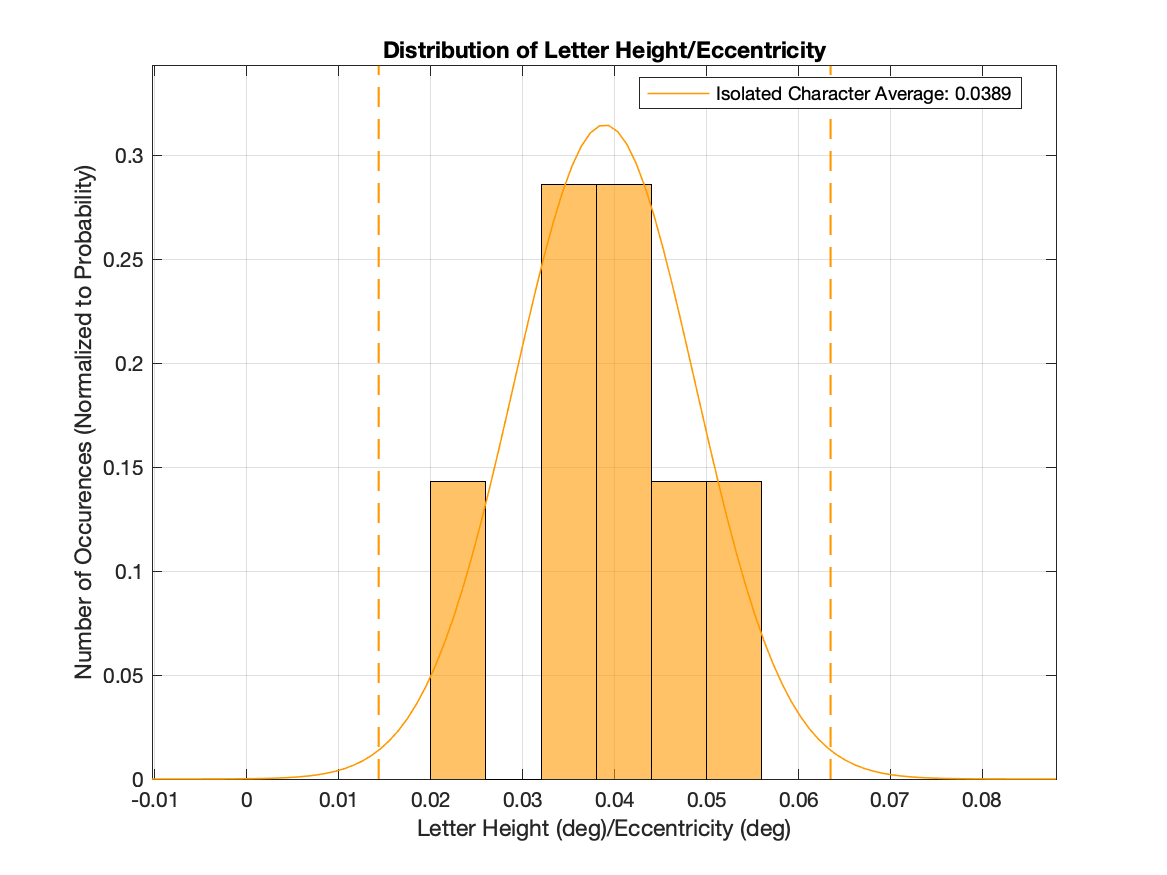 Distribution of Letter Height/Eccentricity
Isolated Character Average: 0.0389
Number of Occurences (Normalized to Probability)
0.3
0.25
0.2
0.15
0.1
0.05
0
-0.01 0 0.01 0.02 0.03 0.04 0.05 0.06 0.07 0.08
Letter Height (deg)/Eccentricity (deg)